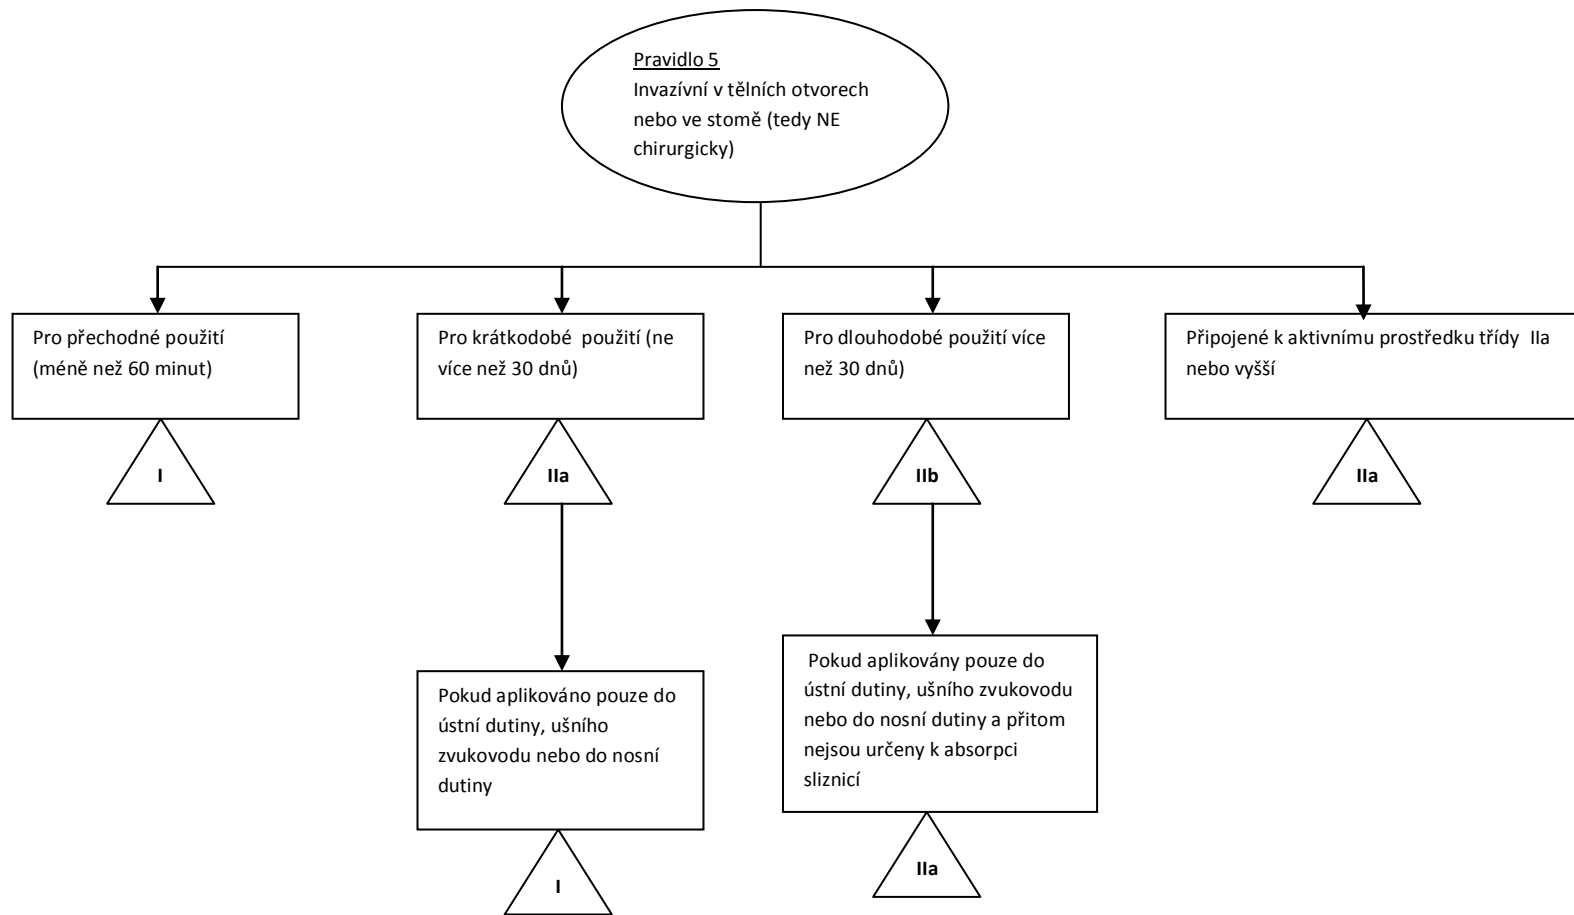 Pravidlo 5
Invazívní v tělních otvorech
nebo ve stomě (tedy NE
chirurgicky)
Pro přechodné použití
(méně než 60 minut)
I
Pro krátkodobé  použití (ne
více než 30 dnů)
IIa
Pro dlouhodobé použití více
než 30 dnů)
IIb
Připojené k aktivnímu prostředku třídy  IIa
nebo vyšší
IIa
Pokud aplikováno pouze do
ústní dutiny, ušního
zvukovodu nebo do nosní
dutiny
I
Pokud aplikovány pouze do
ústní dutiny, ušního zvukovodu
nebo do nosní dutiny a přitom
nejsou určeny k absorpci
sliznicí
IIa